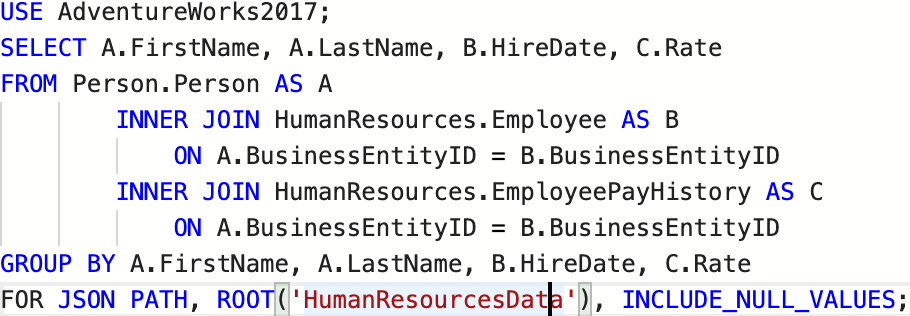 USE AdventureWorks2017;
SELECT A.FirstName, A.LastName, B.HireDate, C.Rate
FROM Person.Person AS A
INNER JOIN HumanResources.Employee AS B
ON A.BusinessEntityID = B.BusinessEntityID
INNER JOIN HumanResources.EmployeePayHistory AS C
ON A.BusinessEntityID = B.BusinessEntityID
GROUP BY A.FirstName, A.LastName, B.HireDate, C.Rate
FOR JSON PATH, ROOT('HumanResourcesData'), INCLUDE_NULL_VALUES;